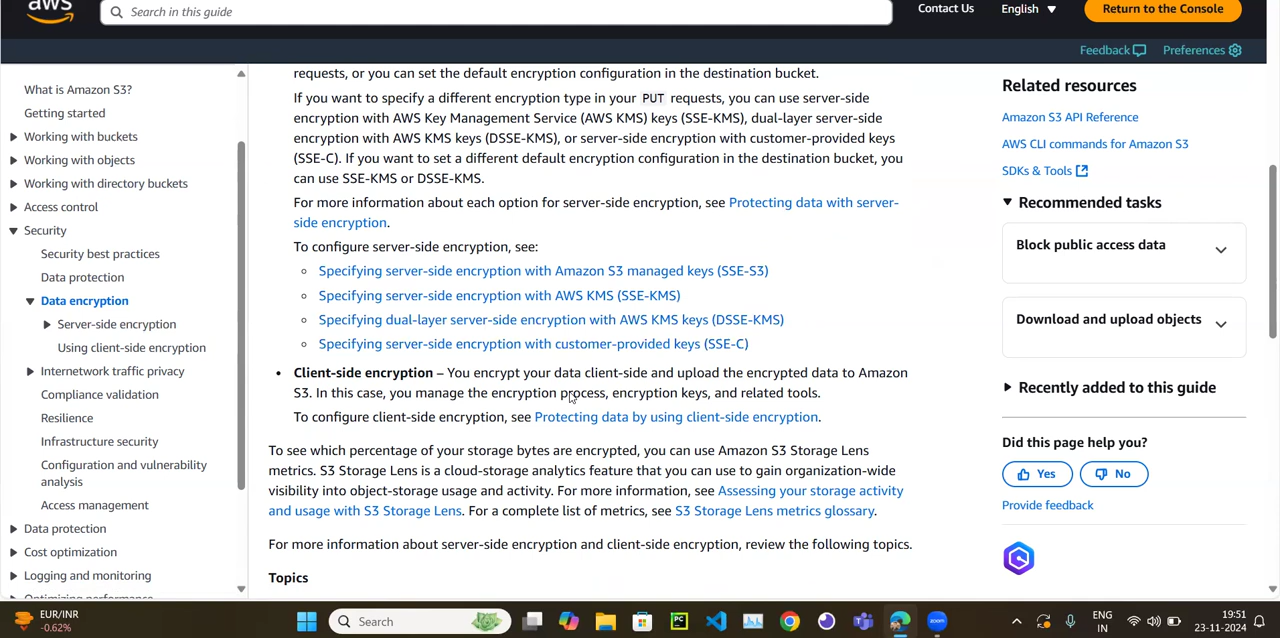 aws
Search in this guide
Contact Us
English
Return to the Console
Feedback
Preferences
What is Amazon S3?
Getting started
Working with buckets
Working with objects
Working with directory buckets
Access control
Security
Security best practices
Data protection
Data encryption
Server-side encryption
Using client-side encryption
Internetwork traffic privacy
Compliance validation
Resilience
Infrastructure security
Configuration and vulnerability
analysis
Access management
Data protection
Cost optimization
Logging and monitoring
Optimizing performance
requests, or you can set the default encryption configuration in the destination bucket.
If you want to specify a different encryption type in your PUT requests, you can use server-side
encryption with AWS Key Management Service (AWS KMS) keys (SSE-KMS), dual-layer server-side
encryption with AWS KMS keys (DSSE-KMS), or server-side encryption with customer-provided keys
(SSE-C). If you want to set a different default encryption configuration in the destination bucket, you
can use SSE-KMS or DSSE-KMS.
For more information about each option for server-side encryption, see Protecting data with server-
side encryption.
To configure server-side encryption, see:
Specifying server-side encryption with Amazon S3 managed keys (SSE-S3)
Specifying server-side encryption with AWS KMS (SSE-KMS)
Specifying dual-layer server-side encryption with AWS KMS keys (DSSE-KMS)
Specifying server-side encryption with customer-provided keys (SSE-C)
• Client-side encryption – You encrypt your data client-side and upload the encrypted data to Amazon
S3. In this case, you manage the encryption process, encryption keys, and related tools.
To configure client-side encryption, see Protecting data by using client-side encryption.
To see which percentage of your storage bytes are encrypted, you can use Amazon S3 Storage Lens
metrics. S3 Storage Lens is a cloud-storage analytics feature that you can use to gain organization-wide
visibility into object-storage usage and activity. For more information, see Assessing your storage activity
and usage with S3 Storage Lens. For a complete list of metrics, see S3 Storage Lens metrics glossary.
For more information about server-side encryption and client-side encryption, review the following topics.
Topics
Related resources
Amazon S3 API Reference
AWS CLI commands for Amazon S3
SDKs & Tools
Recommended tasks
Block public access data
Download and upload objects
Recently added to this guide
Did this page help you?
Yes
No
Provide feedback
EUR/INR
-0.62%
Search
PC
zoom
ENG
IN
19:51
23-11-2024